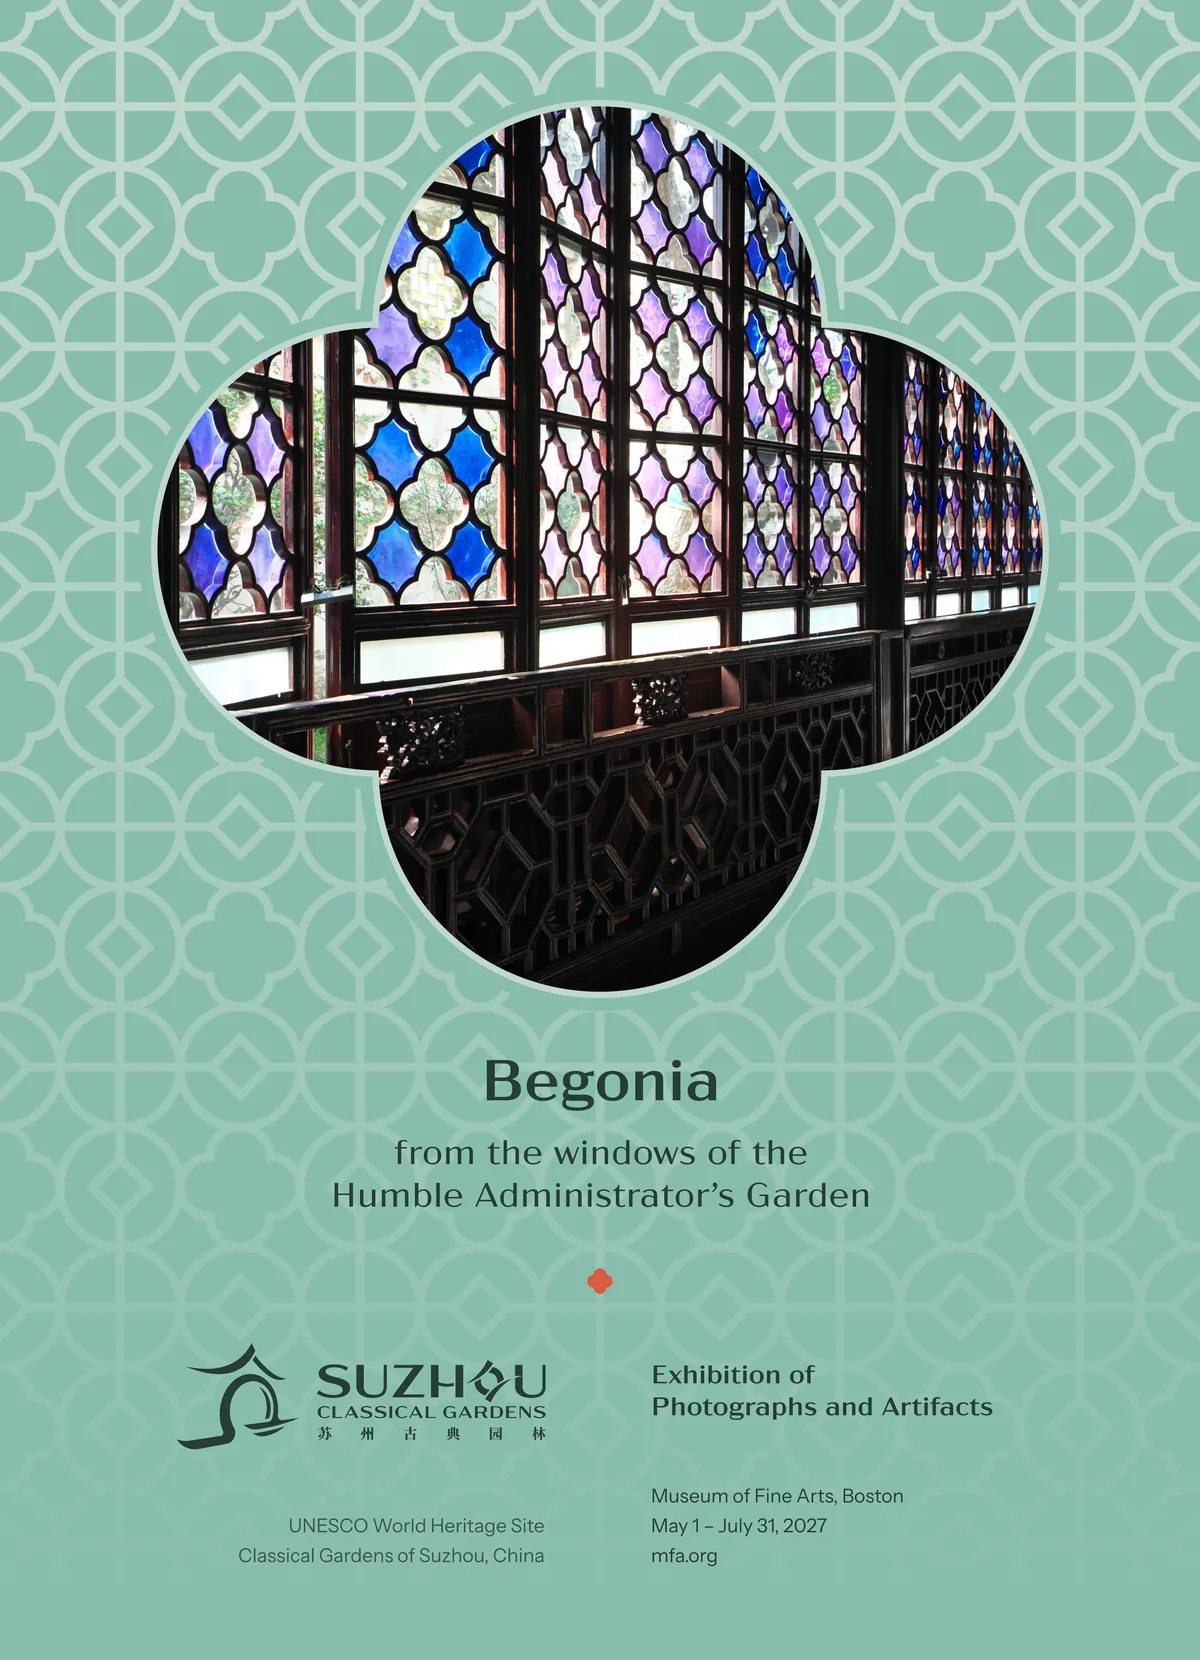 Begonia
from the windows of the
Humble Administrator’s Garden
SUZHOU
CLASSICAL GARDENS
苏州古典园林
UNESCO World Heritage Site
Classical Gardens of Suzhou, China
Exhibition of
Photographs and Artifacts
Museum of Fine Arts, Boston
May 1 – July 31, 2027
mfa.org